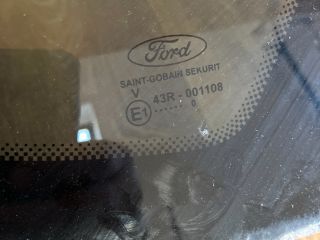 Ford
SAINT-GOBAIN SEKURIT
V
43R - 001108
E1 ······ 0